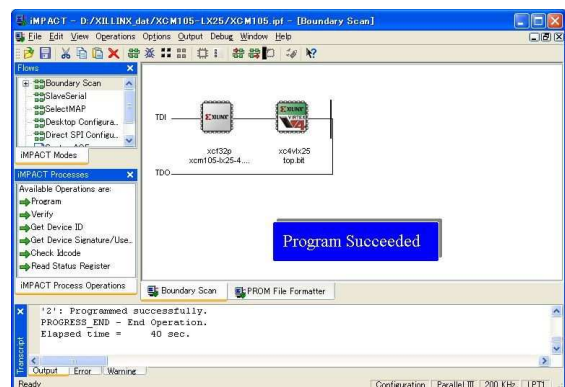 iMPACT - D:/XILLINX_dat/XCM105-LX25/XCM105.ipf - [Boundary Scan]
File Edit View Operations Options Output Debug Window Help
Flows
Boundary Scan
SlaveSerial
SelectMAP
Desktop Configura..
Direct SPI Configu..
iMPACT Modes
iMPACT Processes
Available Operations are:
Program
Verify
Get Device ID
Get Device Signature/Use..
Check Idcode
Read Status Register
iMPACT Process Operations
TDI
XILINX
XILINX
xcf32p
xcm105-lx25-4....
xc4vlx25
top.bit
TDO
Program Succeeded
Boundary Scan
PROM File Formatter
'2': Programmed successfully.
PROGRESS_END - End Operation.
Elapsed time = 40 sec.
Transcript
Output Error Warning
Ready
Configuration Parallel III 200 KHz LPT1